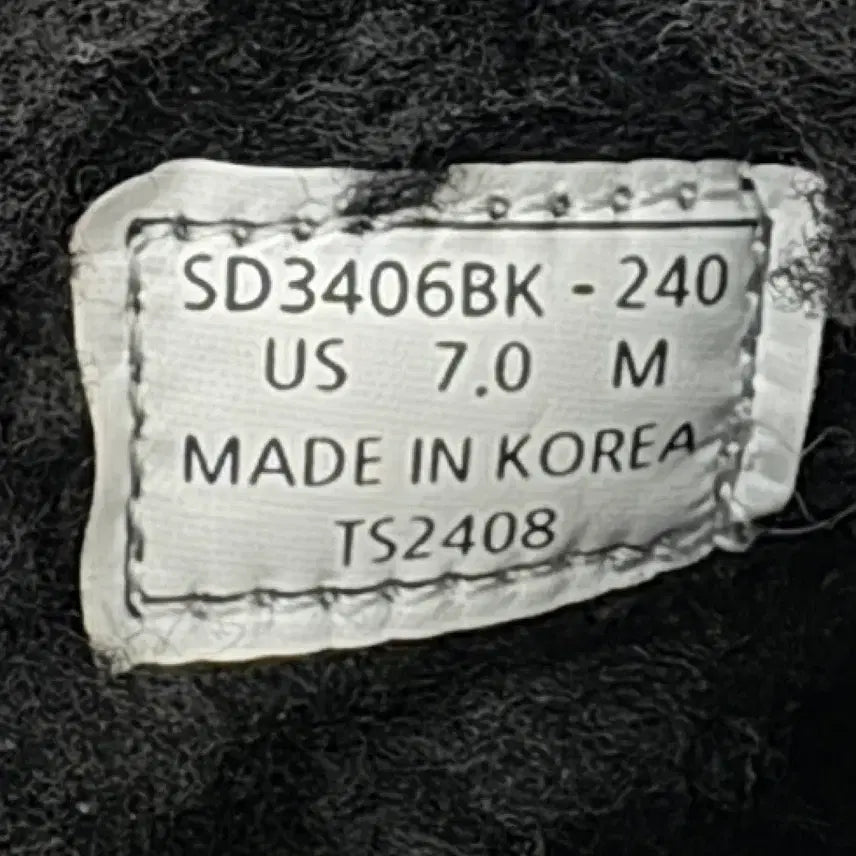 SD3406BK - 240
US 7.0 M
MADE IN KOREA
TS2408